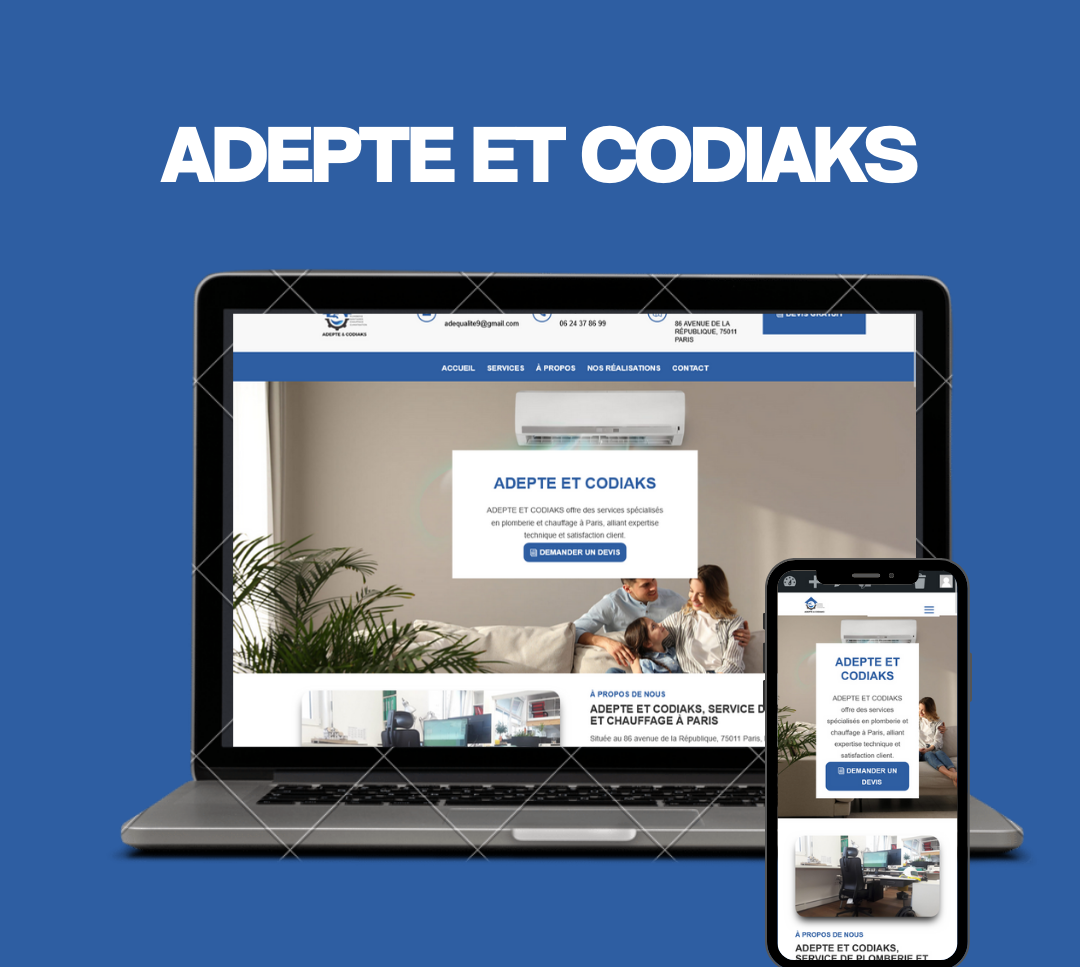 ADEPTE ET CODIAKS
ADEPTE & CODIAKS
adequalite9@gmail.com
06 24 37 86 99
86 AVENUE DE LA
RÉPUBLIQUE, 75011
PARIS
DEVIS GRATUIT
ACCUEIL SERVICES À PROPOS NOS RÉALISATIONS CONTACT
ADEPTE ET CODIAKS
ADEPTE ET CODIAKS offre des services spécialisés
en plomberie et chauffage à Paris, alliant expertise
technique et satisfaction client.
DEMANDER UN DEVIS
À PROPOS DE NOUS
ADEPTE ET CODIAKS, SERVICE D
ET CHAUFFAGE À PARIS
Située au 86 avenue de la République, 75011 Paris,
ADEPTE ET
CODIAKS
ADEPTE ET CODIAKS
offre des services
spécialisés en plomberie et
chauffage à Paris, alliant
expertise technique et
satisfaction client.
DEMANDER UN
DEVIS
À PROPOS DE NOUS
ADEPTE ET CODIAKS,
SERVICE DE PLOMBERIE ET